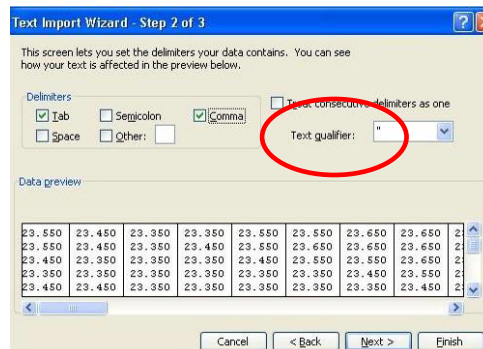 Text Import Wizard - Step 2 of 3
This screen lets you set the delimiters your data contains. You can see
how your text is affected in the preview below.
Delimiters
Tab Semicolon Comma
Space Other:
Treat consecutive delimiters as one
Text qualifier: "
Data preview
23.550 23.450 23.350 23.350 23.550 23.550 23.650 23.650
23.550 23.450 23.350 23.450 23.550 23.650 23.650 23.650
23.450 23.350 23.350 23.450 23.350 23.550 23.550 23.650
23.350 23.350 23.350 23.350 23.350 23.350 23.450 23.550
23.450 23.450 23.350 23.350 23.350 23.350 23.350 23.450
Cancel < Back Next > Finish